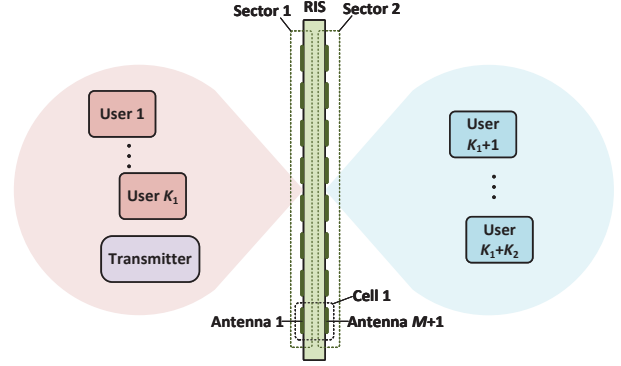 Sector 1
RIS
Sector 2
User 1
User K₁
Transmitter
User
K₁+1
User
K₁+K₂
Cell 1
Antenna 1
Antenna M+1